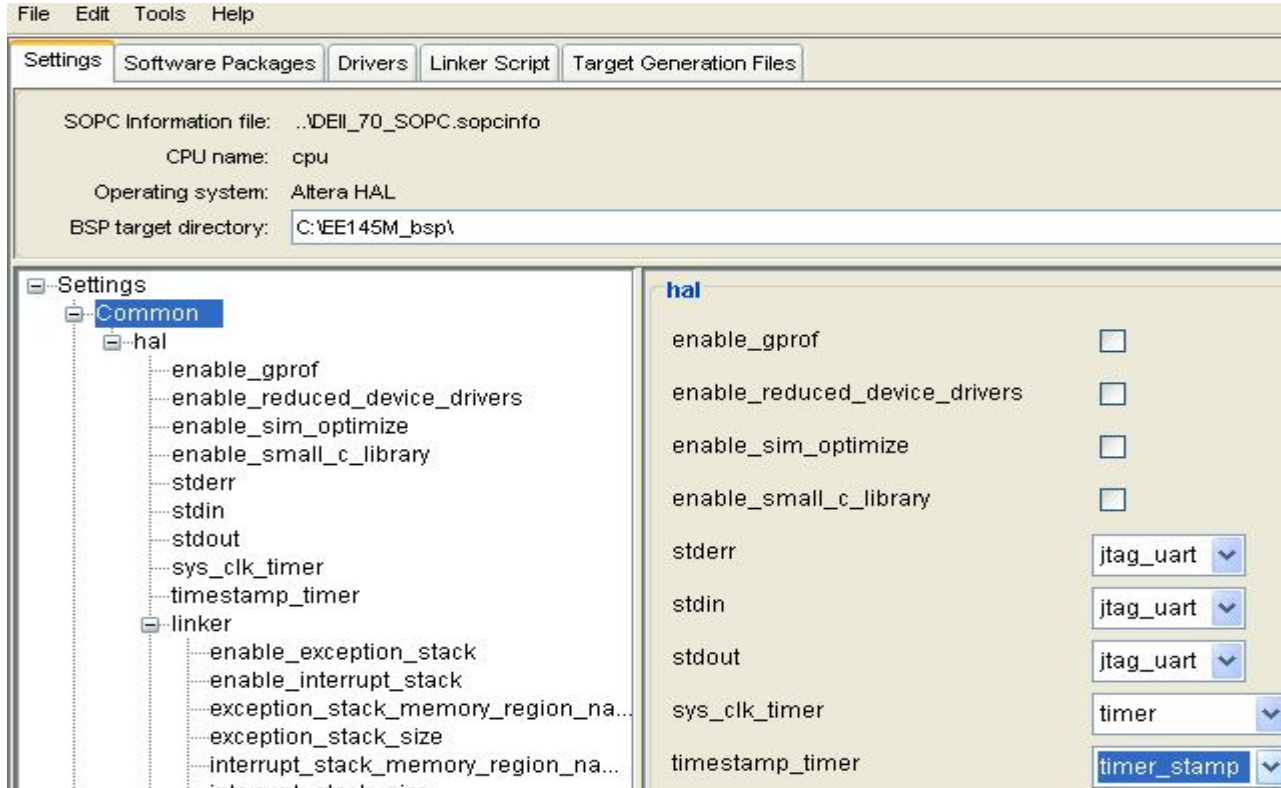 File Edit Tools Help
Settings Software Packages Drivers Linker Script Target Generation Files
SOPC Information file: ..\DEll_70_SOPC.sopcinfo
CPU name: cpu
Operating system: Altera HAL
BSP target directory: C:\EE145M_bsp\
Settings
Common
hal
enable_gprof
enable_reduced_device_drivers
enable_sim_optimize
enable_small_c_library
stderr
stdin
stdout
sys_clk_timer
timestamp_timer
linker
enable_exception_stack
enable_interrupt_stack
exception_stack_memory_region_na...
exception_stack_size
interrupt_stack_memory_region_na...
hal
enable_gprof
enable_reduced_device_drivers
enable_sim_optimize
enable_small_c_library
stderr jtag_uart
stdin jtag_uart
stdout jtag_uart
sys_clk_timer timer
timestamp_timer timer_stamp